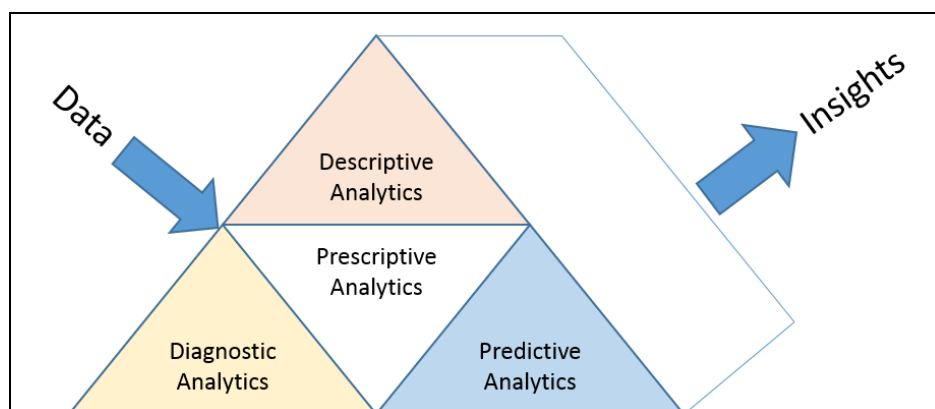 Data
Insights
Descriptive
Analytics
Prescriptive
Analytics
Diagnostic
Analytics
Predictive
Analytics